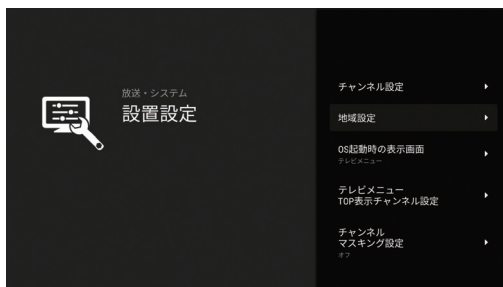 放送・システム
設置設定
チャンネル設定
地域設定
OS起動時の表示画面
テレビメニュー
テレビメニュー
TOP表示チャンネル設定
チャンネル
マスキング設定
オフ